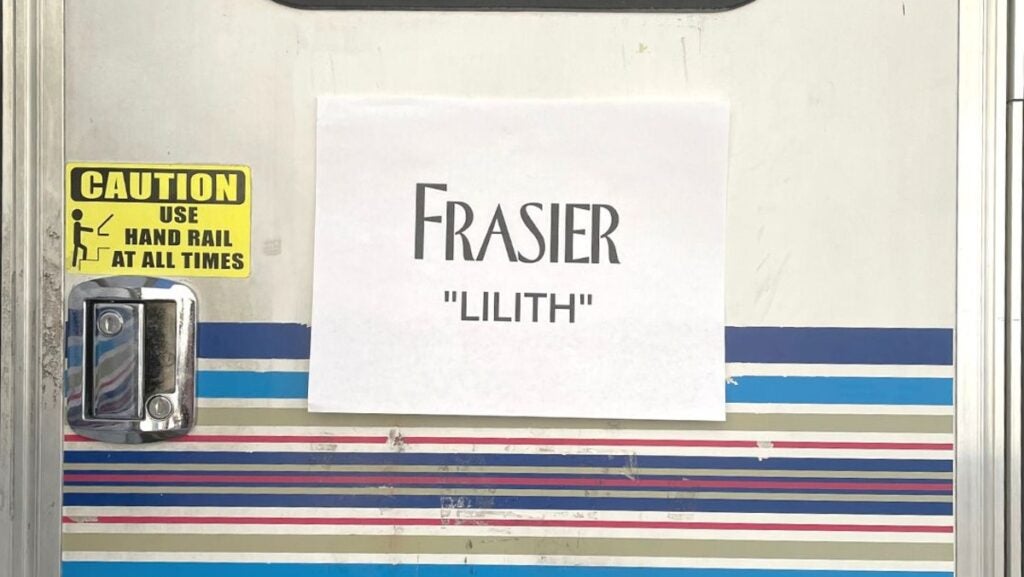 CAUTION
USE
HAND RAIL
AT ALL TIMES
FRASIER
"LILITH"